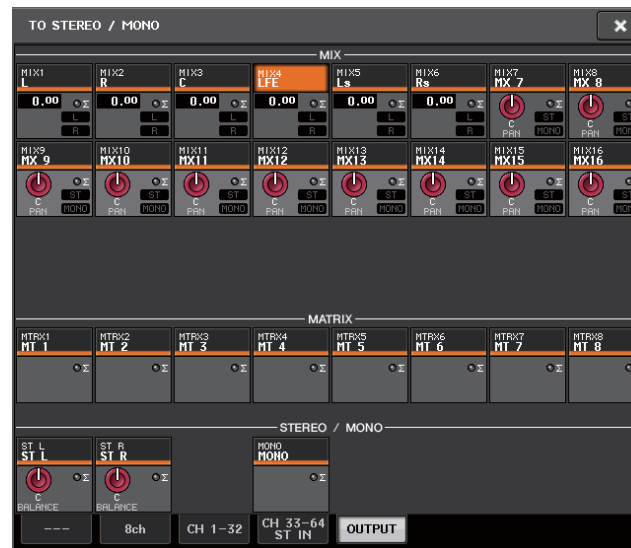 TO STEREO / MONO
MIX
MIX1 MIX2 MIX3 MIX4 MIX5 MIX6 MIX7 MIX8
L R C LFE Ls Rs MX 7 MX 8
0.00 Σ 0.00 Σ 0.00 Σ 0.00 Σ 0.00 Σ 0.00 Σ Σ Σ
L L L L L L C ST C ST
R R R R R R PAN MONO PAN MONO
MIX9 MIX10 MIX11 MIX12 MIX13 MIX14 MIX15 MIX16
MX 9 MX10 MX11 MX12 MX13 MX14 MX15 MX16
Σ Σ Σ Σ Σ Σ Σ Σ
C ST C ST C ST C ST C ST C ST C ST C ST
PAN MONO PAN MONO PAN MONO PAN MONO PAN MONO PAN MONO PAN MONO PAN MONO
MATRIX
MTRX1 MTRX2 MTRX3 MTRX4 MTRX5 MTRX6 MTRX7 MTRX8
MT 1 MT 2 MT 3 MT 4 MT 5 MT 6 MT 7 MT 8
Σ Σ Σ Σ Σ Σ Σ
STEREO / MONO
ST L ST R MONO
ST L ST R MONO
Σ Σ Σ
C C
BALANCE BALANCE
--- 8ch CH 1-32 CH 33-64 OUTPUT
ST IN